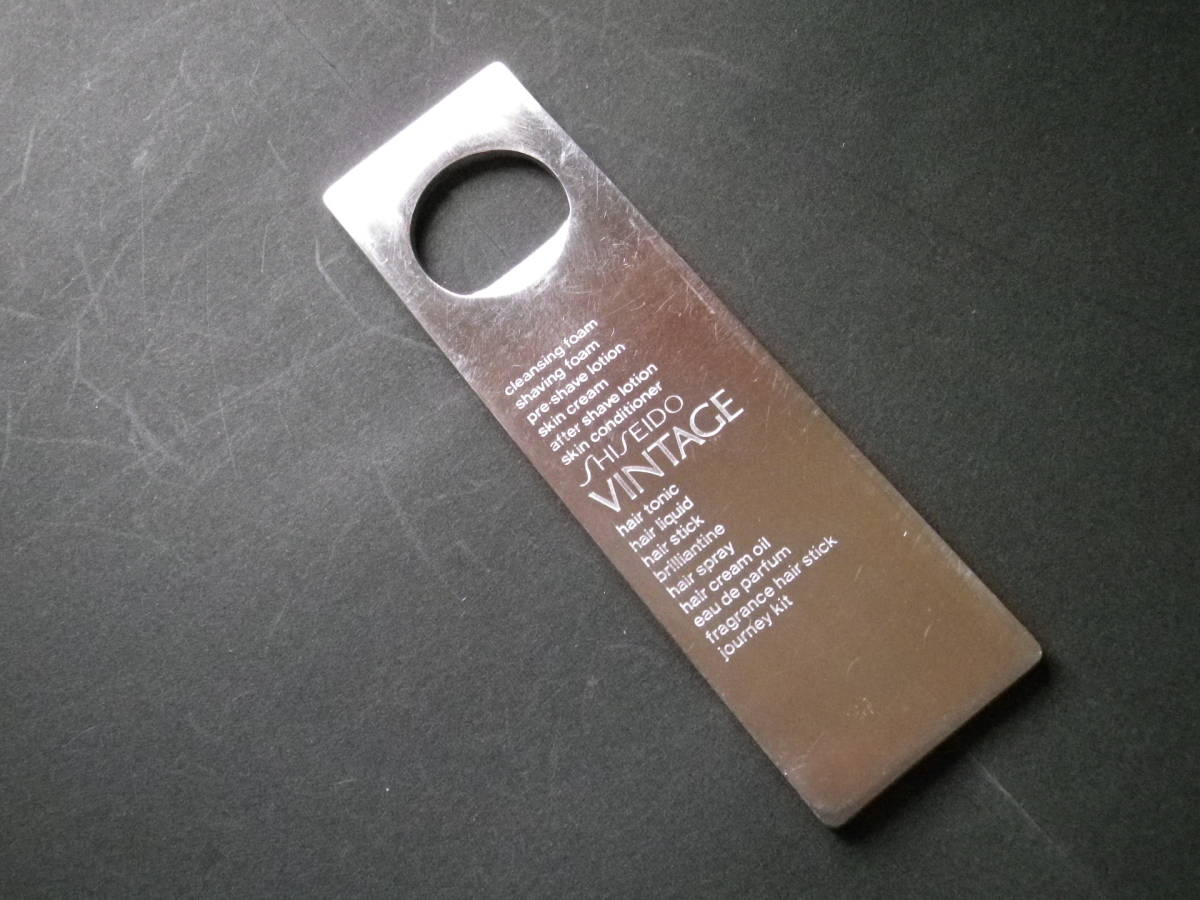 cleansing foam
shaving foam
pre-shave lotion
skin cream
after shave lotion
skin conditioner
SHISEIDO
VINTAGE
hair tonic
hair liquid
hair stick
brilliantine
hair spray
hair cream oil
eau de parfum
fragrance hair stick
journey kit